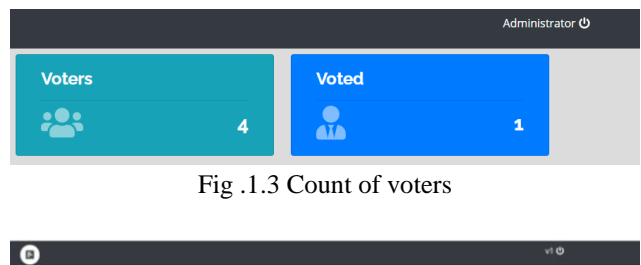 Administrator
Voters Voted
4 1
Fig .1.3 Count of voters
v1